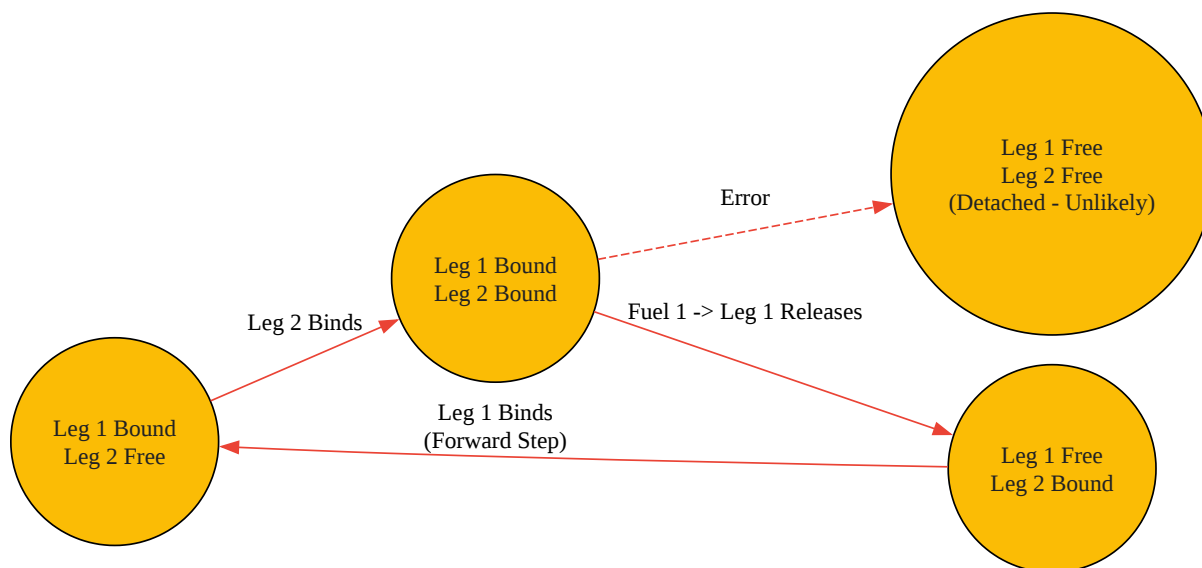 Leg 1 Free
Leg 2 Free
(Detached - Unlikely)
Error
Leg 1 Bound
Leg 2 Bound
Fuel 1 -> Leg 1 Releases
Leg 2 Binds
Leg 1 Binds
(Forward Step)
Leg 1 Bound
Leg 2 Free
Leg 1 Free
Leg 2 Bound